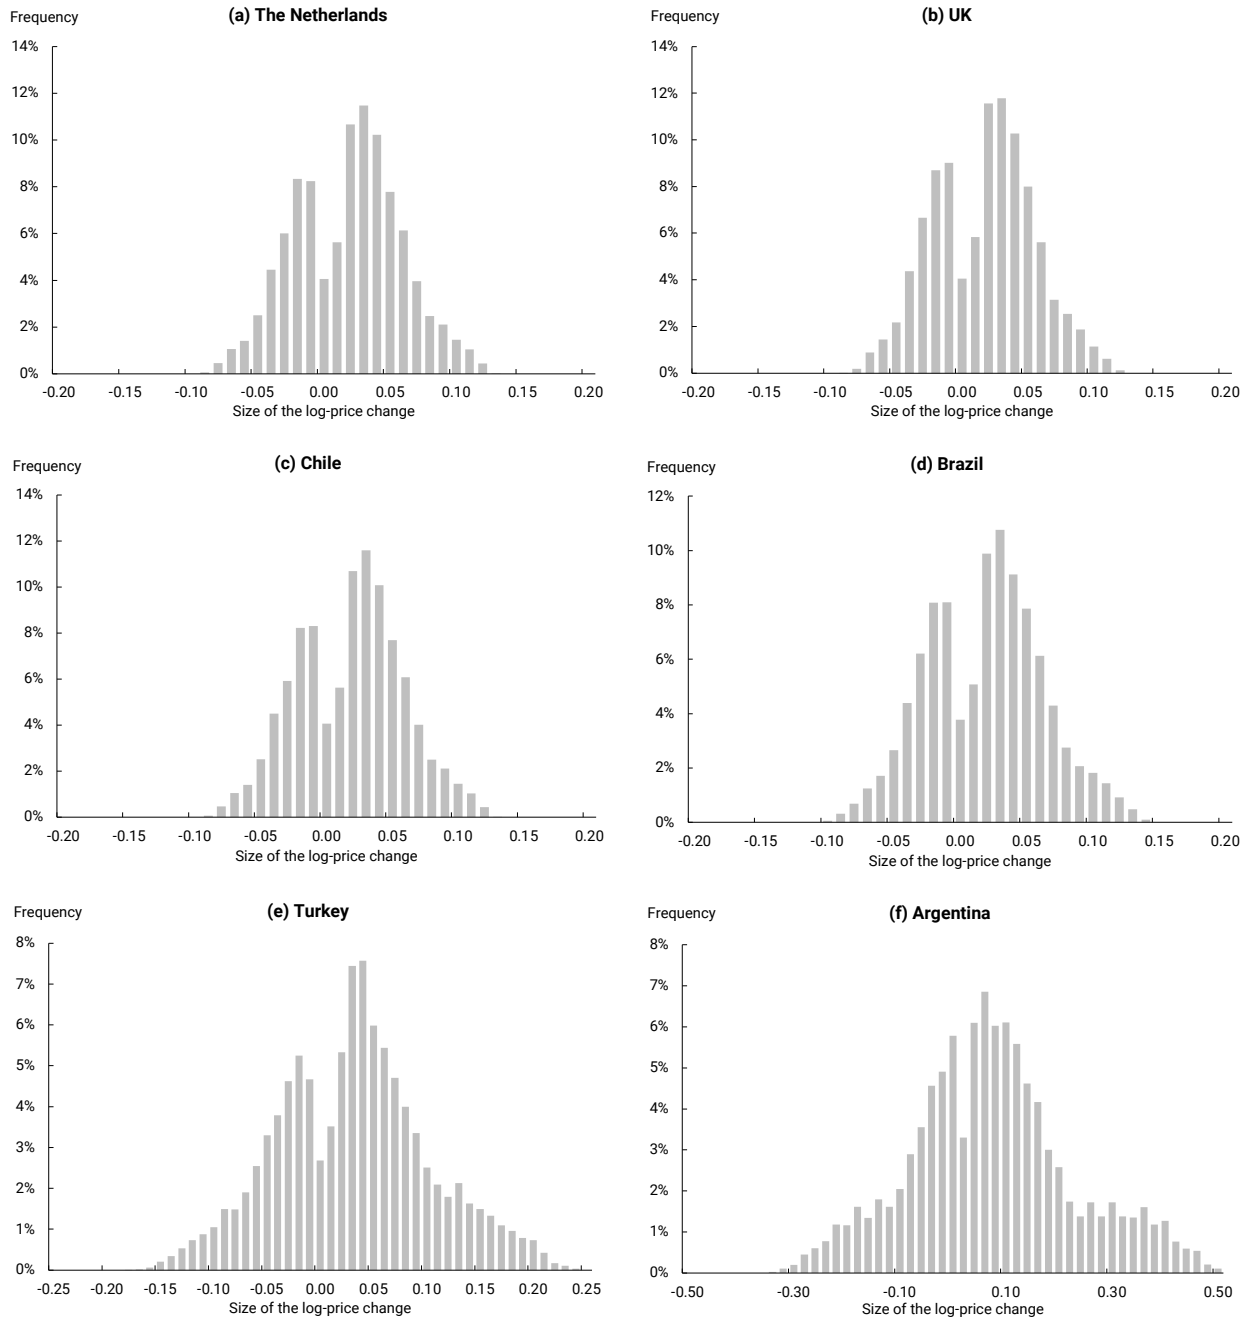 (a) The Netherlands
Frequency
14%
12%
10%
8%
6%
4%
2%
0%
-0.20 -0.15 -0.10 -0.05 0.00 0.05 0.10 0.15 0.20
Size of the log-price change
(b) UK
Frequency
14%
12%
10%
8%
6%
4%
2%
0%
-0.20 -0.15 -0.10 -0.05 0.00 0.05 0.10 0.15 0.20
Size of the log-price change
(c) Chile
Frequency
14%
12%
10%
8%
6%
4%
2%
0%
-0.20 -0.15 -0.10 -0.05 0.00 0.05 0.10 0.15 0.20
Size of the log-price change
(d) Brazil
Frequency
12%
10%
8%
6%
4%
2%
0%
-0.20 -0.15 -0.10 -0.05 0.00 0.05 0.10 0.15 0.20
Size of the log-price change
(e) Turkey
Frequency
8%
7%
6%
5%
4%
3%
2%
1%
0%
-0.25 -0.20 -0.15 -0.10 -0.05 0.00 0.05 0.10 0.15 0.20 0.25
Size of the log-price change
(f) Argentina
Frequency
8%
7%
6%
5%
4%
3%
2%
1%
0%
-0.50 -0.30 -0.10 0.10 0.30 0.50
Size of the log-price change